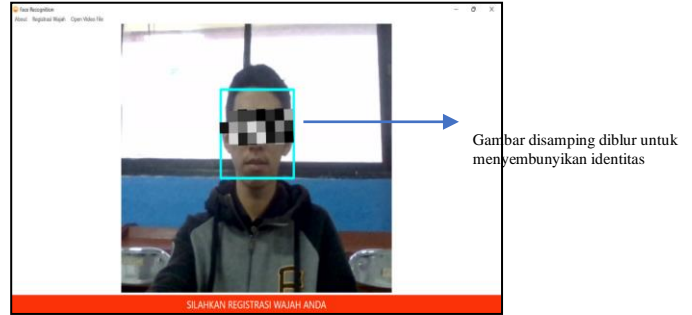 Face Recognition
About Registrasi Wajah Open Video File
Gambar disamping diblur untuk
menyembunyikan identitas
SILAHKAN REGISTRASI WAJAH ANDA